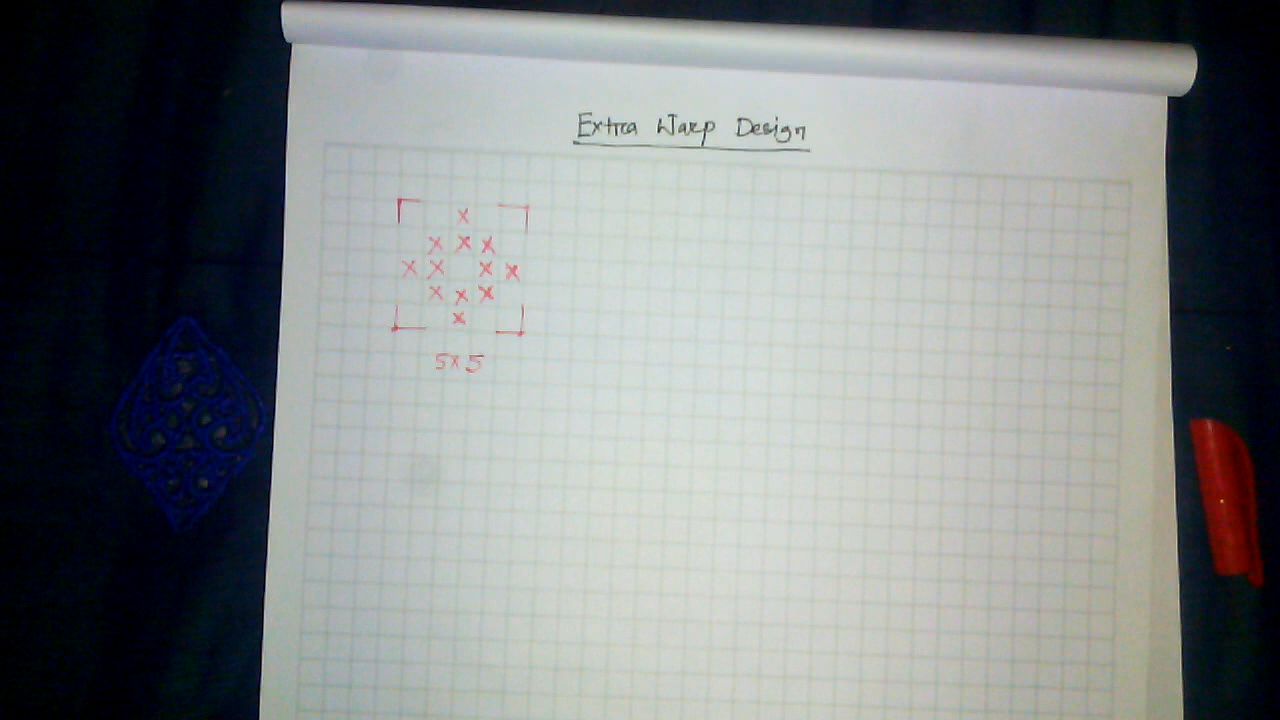 Extra Warp Design
x
x x x
x x x x
x x x
x
5x5